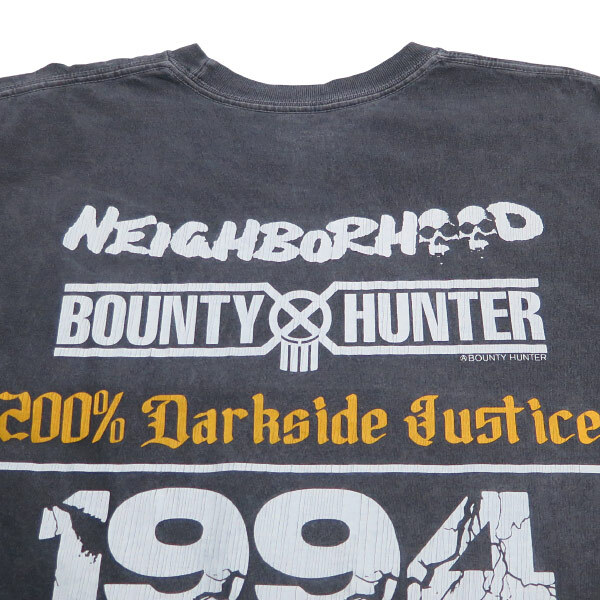 NEIGHBORHOOD
BOUNTY HUNTER
® BOUNTY HUNTER
200% Darkside Justice
1994